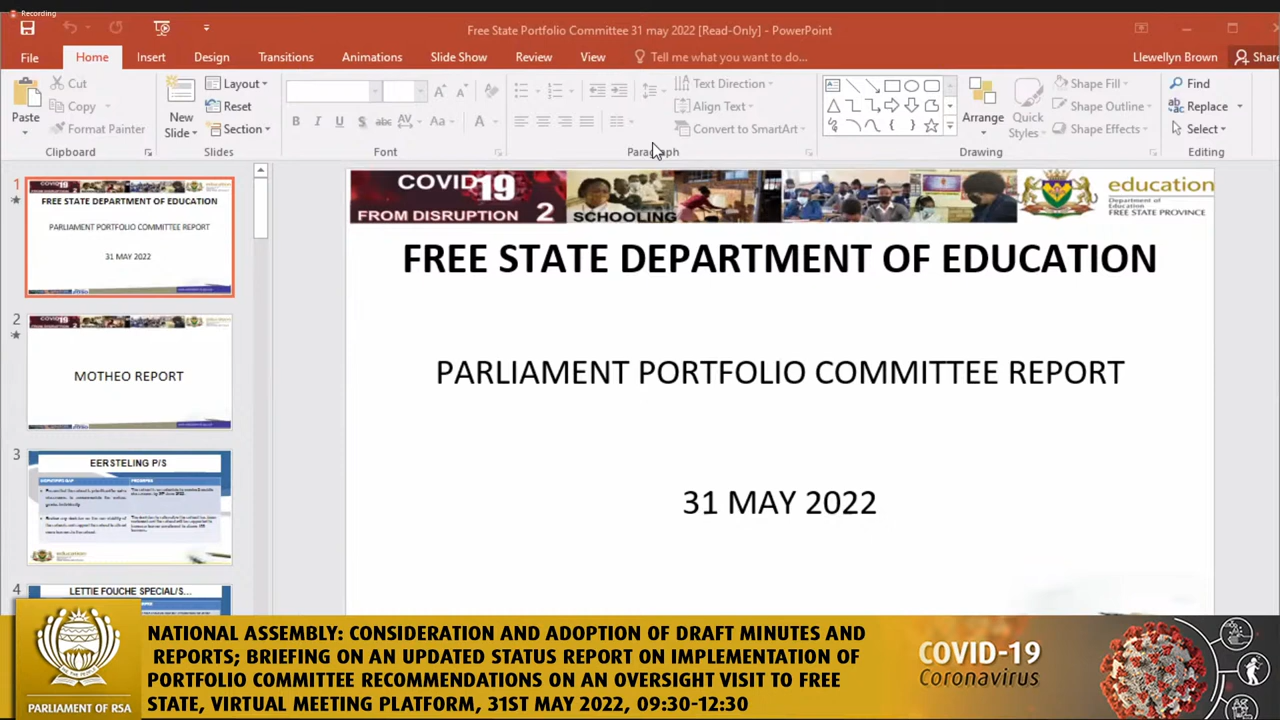 Recording
Free State Portfolio Committee 31 may 2022 [Read-Only] - PowerPoint
File Home Insert Design Transitions Animations Slide Show Review View Tell me what you want to do... Llewellyn Brown Share
Paste
Cut
Copy
Format Painter
Clipboard
New Slide
Layout
Reset
Section
Slides
B I U S abc AV Aa A
Font
Text Direction
Align Text
Convert to SmartArt
Paragraph
Arrange
Quick Styles
Shape Fill
Shape Outline
Shape Effects
Drawing
Find
Replace
Select
Editing
1
FREE STATE DEPARTMENT OF EDUCATION
PARLIAMENT PORTFOLIO COMMITTEE REPORT
31 MAY 2022
2
MOTHEO REPORT
3
EERSTELING P/S
4
LETTIE FOUCHE SPECIAL/S...
COVID 19
FROM DISRUPTION 2 SCHOOLING
education
Department of
Education
FREE STATE PROVINCE
FREE STATE DEPARTMENT OF EDUCATION
PARLIAMENT PORTFOLIO COMMITTEE REPORT
31 MAY 2022
PARLIAMENT OF RSA
NATIONAL ASSEMBLY: CONSIDERATION AND ADOPTION OF DRAFT MINUTES AND
REPORTS; BRIEFING ON AN UPDATED STATUS REPORT ON IMPLEMENTATION OF
PORTFOLIO COMMITTEE RECOMMENDATIONS ON AN OVERSIGHT VISIT TO FREE
STATE, VIRTUAL MEETING PLATFORM, 31ST MAY 2022, 09:30-12:30
COVID-19
Coronavirus